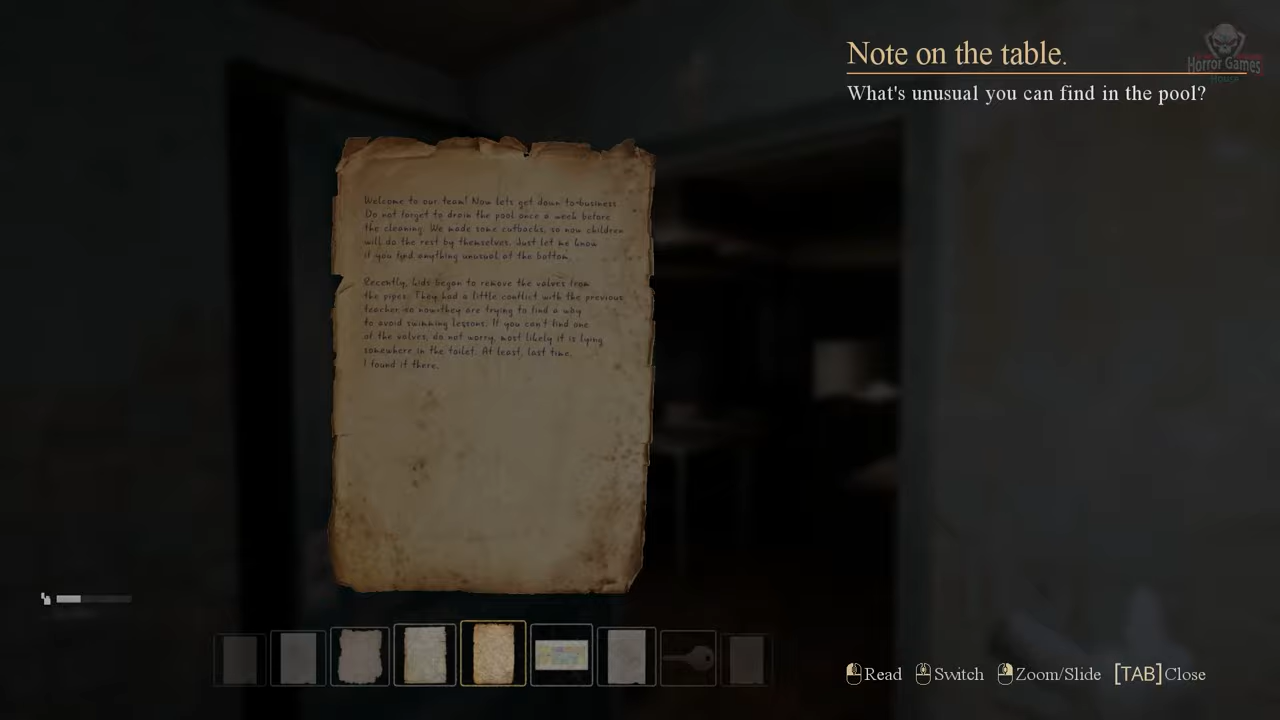 Note on the table.
Horror Games
House
What's unusual you can find in the pool?
Welcome to our team! Now lets get down to business.
Do not forget to drain the pool once a week before
the cleaning. We made some cutbacks, so now children
will do the rest by themselves. Just let me know
if you find anything unusual at the bottom.
Recently, kids began to remove the valves from
the pipes. They had a little conflict with the previous
teacher, so now they are trying to find a way
to avoid swimming lessons. If you can't find one
of the valves, do not worry, most likely it is lying
somewhere in the toilet. At least, last time,
I found it there.
Read Switch Zoom/Slide [TAB] Close